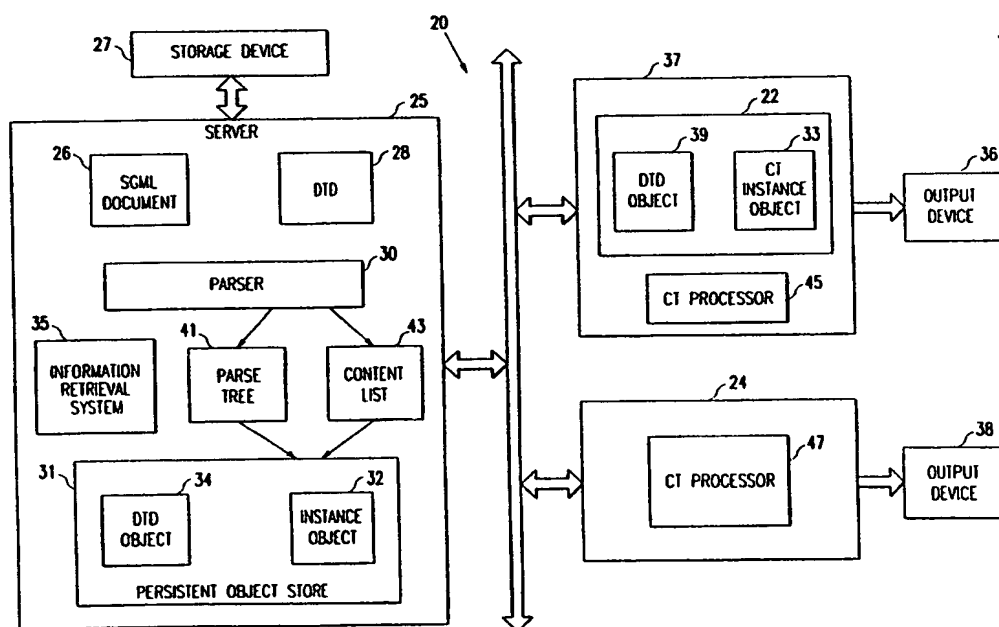 20
27
STORAGE DEVICE
25
SERVER
26
SGML
DOCUMENT
28
DTD
30
PARSER
35
INFORMATION
RETRIEVAL
SYSTEM
41
PARSE
TREE
43
CONTENT
LIST
31
34
DTD
OBJECT
32
INSTANCE
OBJECT
PERSISTENT OBJECT STORE
37
22
39
DTD
OBJECT
33
CT
INSTANCE
OBJECT
CT PROCESSOR
45
36
OUTPUT
DEVICE
24
CT PROCESSOR
47
38
OUTPUT
DEVICE